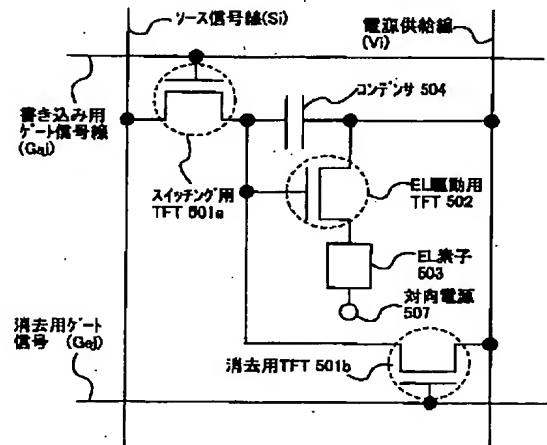 ソース信号線(Si)
電源供給線
(Vi)
コンデンサ 504
書き込み用
ゲート信号線
(Gaj)
スイッチング用
TFT 501a
EL駆動用
TFT 502
EL素子
503
対向電源
507
消去用ゲート
信号 (Gej)
消去用TFT 501b